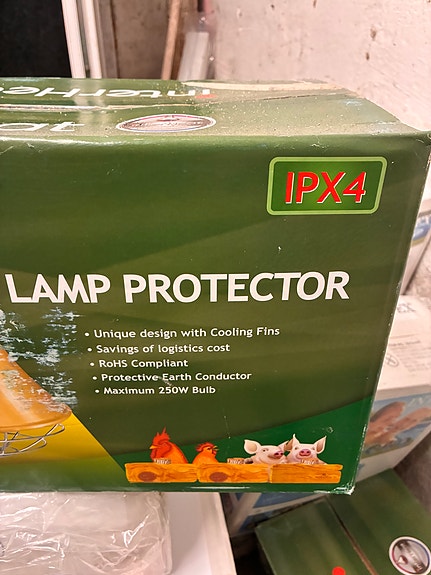 IPX4
LAMP PROTECTOR
• Unique design with Cooling Fins
• Savings of logistics cost
• RoHS Compliant
• Protective Earth Conductor
• Maximum 250W Bulb